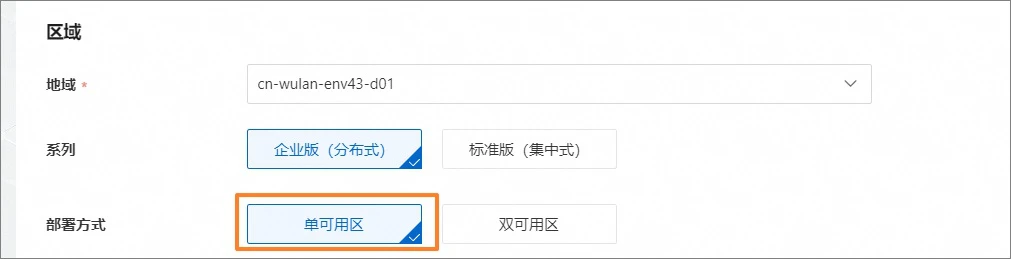 区域
地域 *
cn-wulan-env43-d01
系列
企业版（分布式）
标准版（集中式）
部署方式
单可用区
双可用区